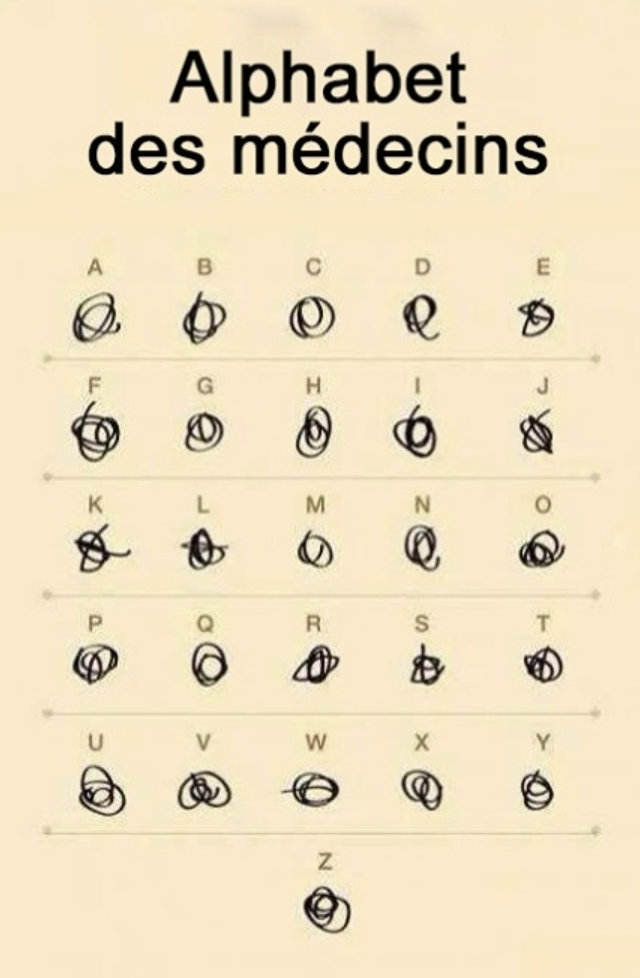 Alphabet
des médecins
A B C D E
F G H I J
K L M N O
P Q R S T
U V W X Y
Z